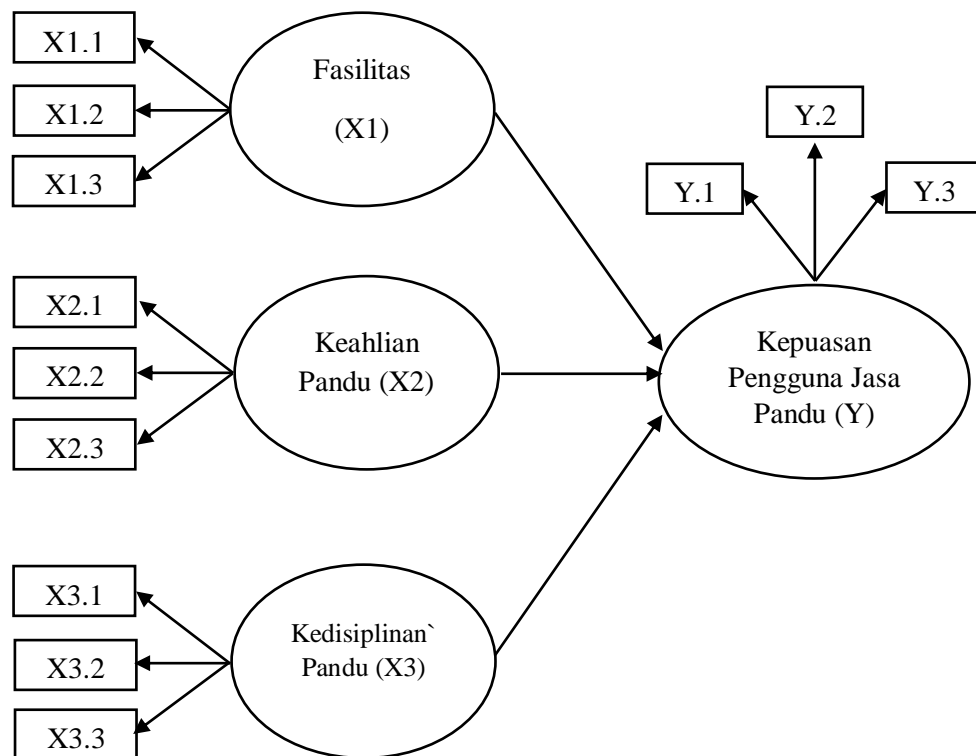 X1.1
X1.2
X1.3
Fasilitas
(X1)
Y.1
Y.2
Y.3
X2.1
X2.2
X2.3
Keahlian
Pandu (X2)
Kepuasan
Pengguna Jasa
Pandu (Y)
X3.1
X3.2
X3.3
Kedisiplinan`
Pandu (X3)